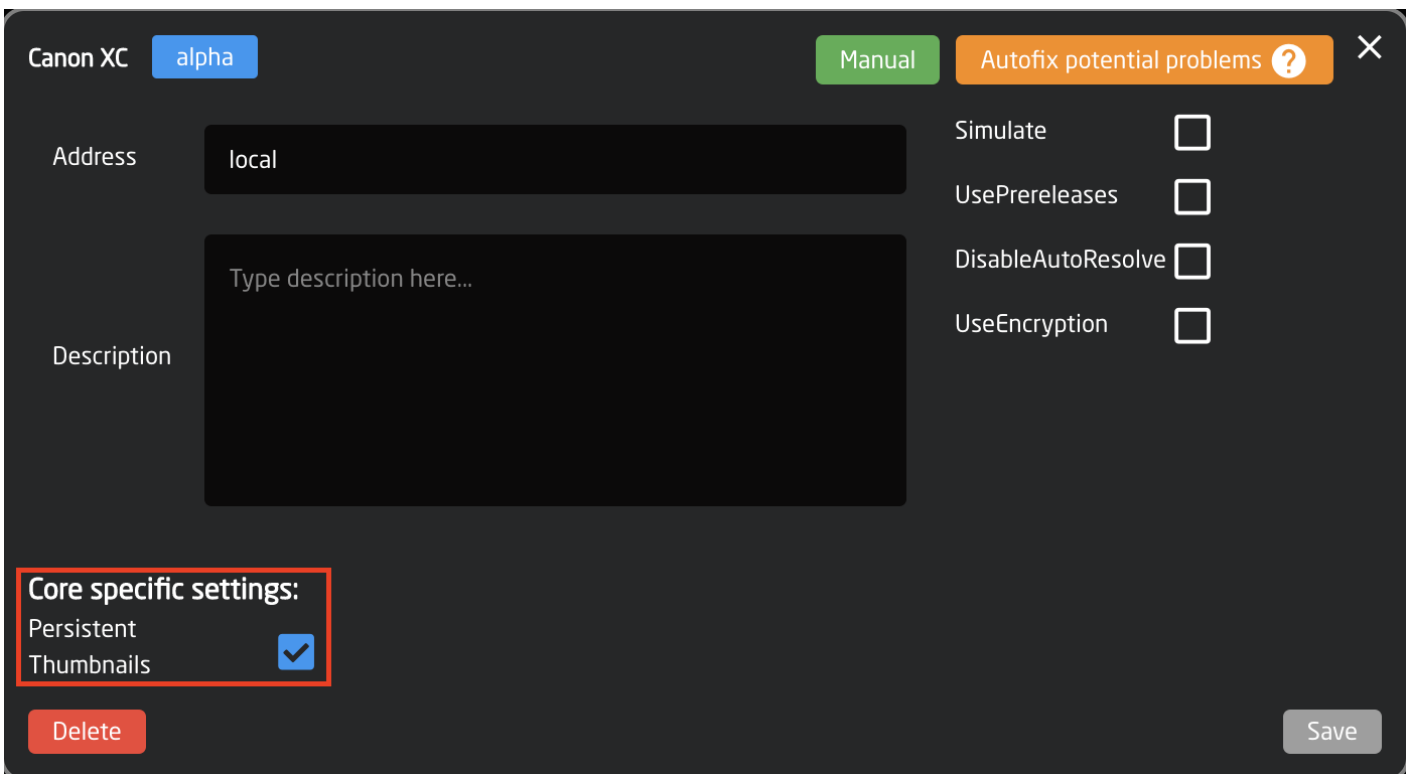 Canon XC
alpha
Manual
Autofix potential problems ?
Address
local
Simulate
UsePrereleases
DisableAutoResolve
UseEncryption
Description
Type description here...
Core specific settings:
Persistent
Thumbnails
Delete
Save